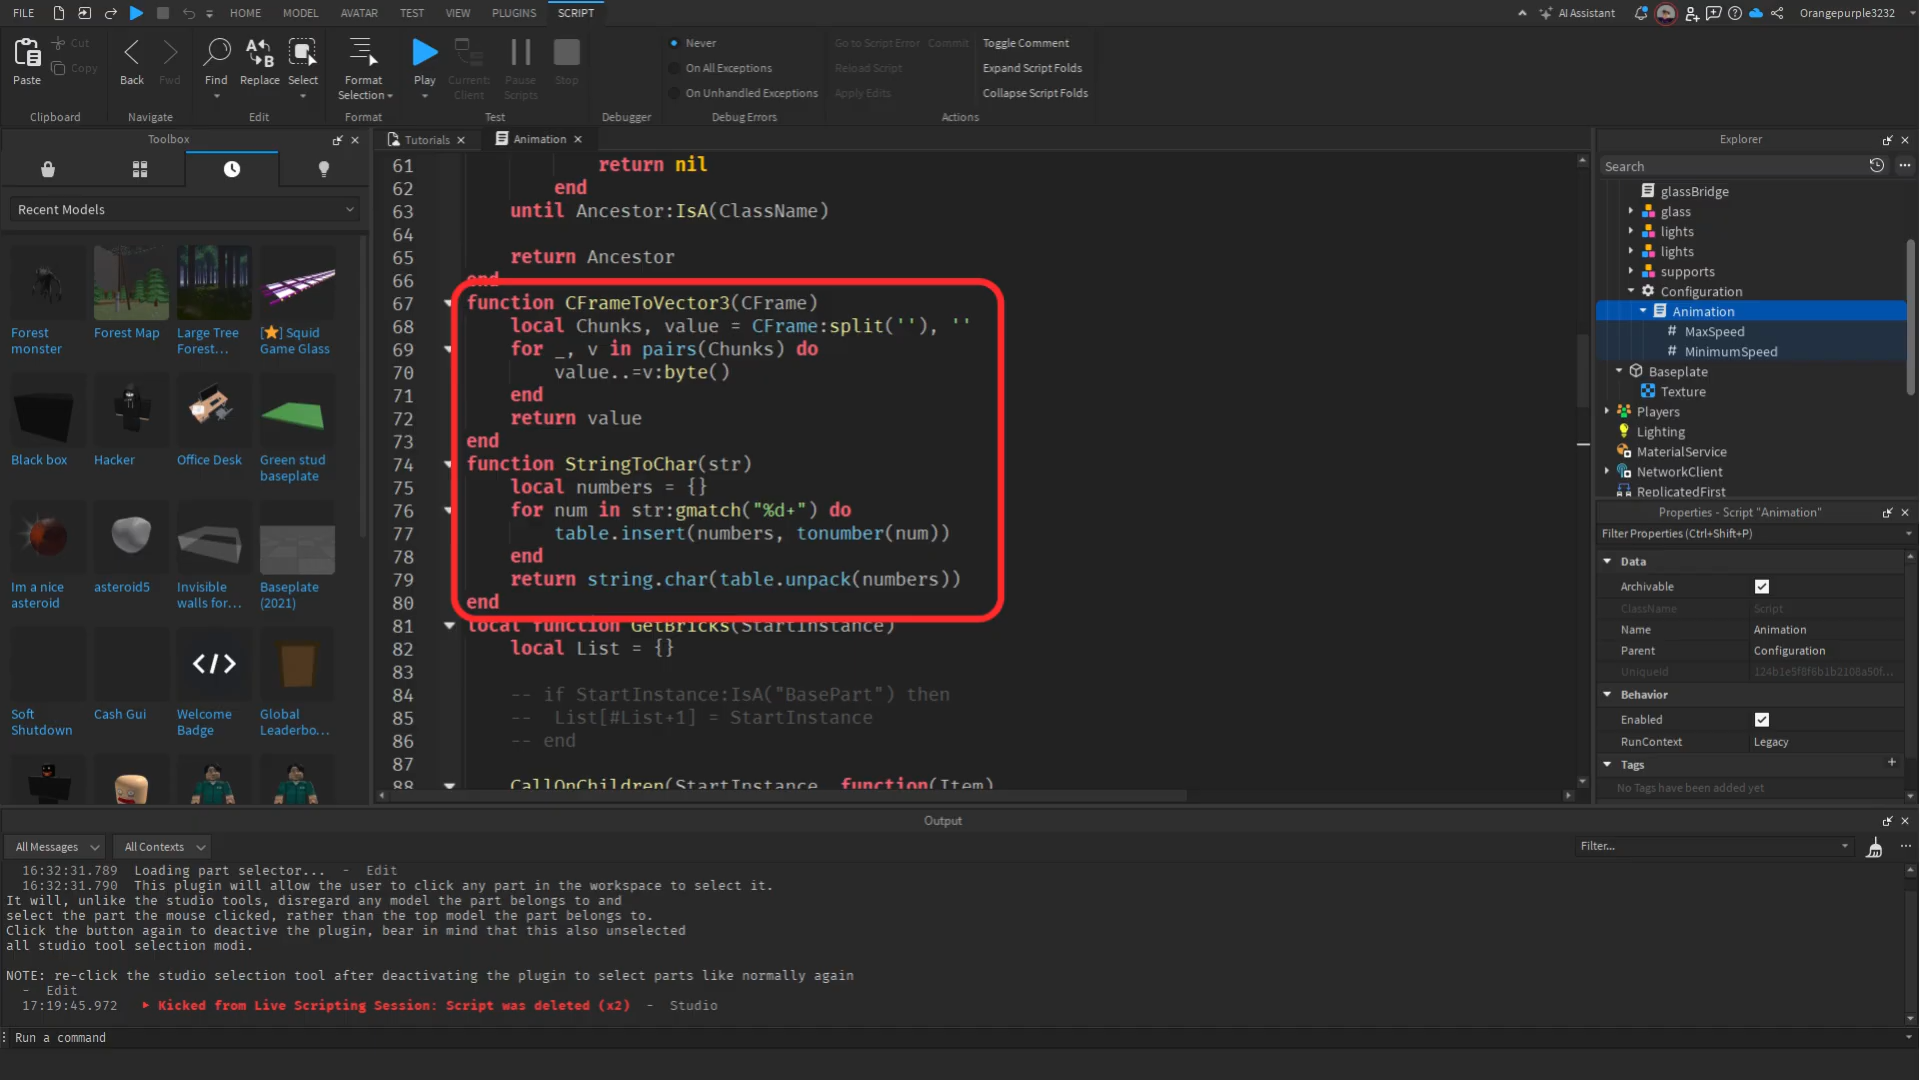 FILE HOME MODEL AVATAR TEST VIEW PLUGINS SCRIPT AI Assistant Orangepurple3232
Paste Cut Copy Back Fwd Find Replace Select Format Selection Play Current: Client Pause Scripts Stop
Never
On All Exceptions
On Unhandled Exceptions
Go to Script Error Commit
Reload Script
Apply Edits
Toggle Comment
Expand Script Folds
Collapse Script Folds
Clipboard Navigate Edit Format Test Debugger Debug Errors Actions
Toolbox
Recent Models
Forest monster
Forest Map
Large Tree Forest...
[⭐] Squid Game Glass
Black box
Hacker
Office Desk
Green stud baseplate
Im a nice asteroid
asteroid5
Invisible walls for...
Baseplate (2021)
Soft Shutdown
Cash Gui
Welcome Badge
Global Leaderbo...
Tutorials Animation
61 return nil
62 end
63 until Ancestor:IsA(ClassName)
64
65 return Ancestor
66 end
67 function CFrameToVector3(CFrame)
68 local Chunks, value = CFrame:split(''), ''
69 for _, v in pairs(Chunks) do
70 value..=v:byte()
71 end
72 return value
73 end
74 function StringToChar(str)
75 local numbers = {}
76 for num in str:gmatch("%d+") do
77 table.insert(numbers, tonumber(num))
78 end
79 return string.char(table.unpack(numbers))
80 end
81 local function GetBricks(StartInstance)
82 local List = {}
83
84 -- if StartInstance:IsA("BasePart") then
85 -- List[#List+1] = StartInstance
86 -- end
87
88 CallOnChildren(StartInstance, function(Item)
Explorer
Search
glassBridge
glass
lights
lights
supports
Configuration
Animation
# MaxSpeed
# MinimumSpeed
Baseplate
Texture
Players
Lighting
MaterialService
NetworkClient
ReplicatedFirst
Properties - Script "Animation"
Filter Properties (Ctrl+Shift+P)
Data
Archivable
ClassName Script
Name Animation
Parent Configuration
UniqueId 124b1e5f8f6b1b2108a50f...
Behavior
Enabled
RunContext Legacy
Tags +
No Tags have been added yet
Output
All Messages All Contexts Filter...
16:32:31.789 Loading part selector... - Edit
16:32:31.790 This plugin will allow the user to click any part in the workspace to select it.
It will, unlike the studio tools, disregard any model the part belongs to and
select the part the mouse clicked, rather than the top model the part belongs to.
Click the button again to deactive the plugin, bear in mind that this also unselected
all studio tool selection modi.
NOTE: re-click the studio selection tool after deactivating the plugin to select parts like normally again
- Edit
17:19:45.972 Kicked from Live Scripting Session: Script was deleted (x2) - Studio
Run a command